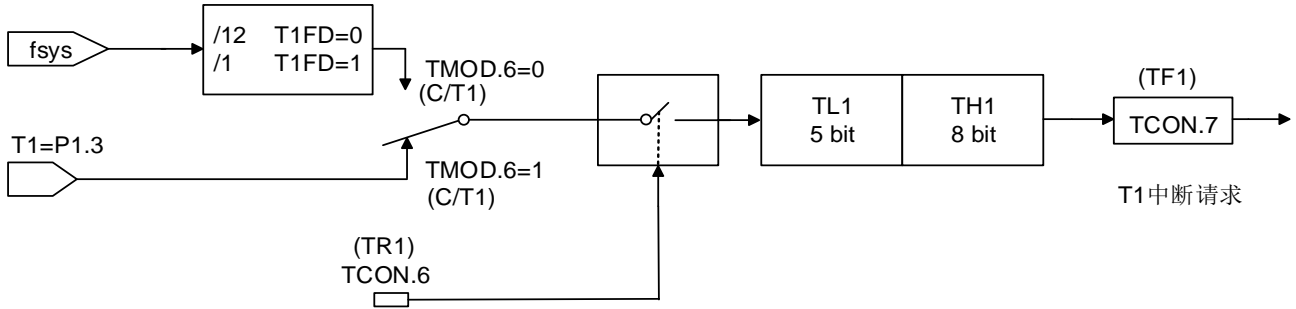 fsys
/12 T1FD=0
/1 T1FD=1
TMOD.6=0
(C/T1)
T1=P1.3
TMOD.6=1
(C/T1)
(TR1)
TCON.6
TL1
5 bit
TH1
8 bit
(TF1)
TCON.7
T1中断请求